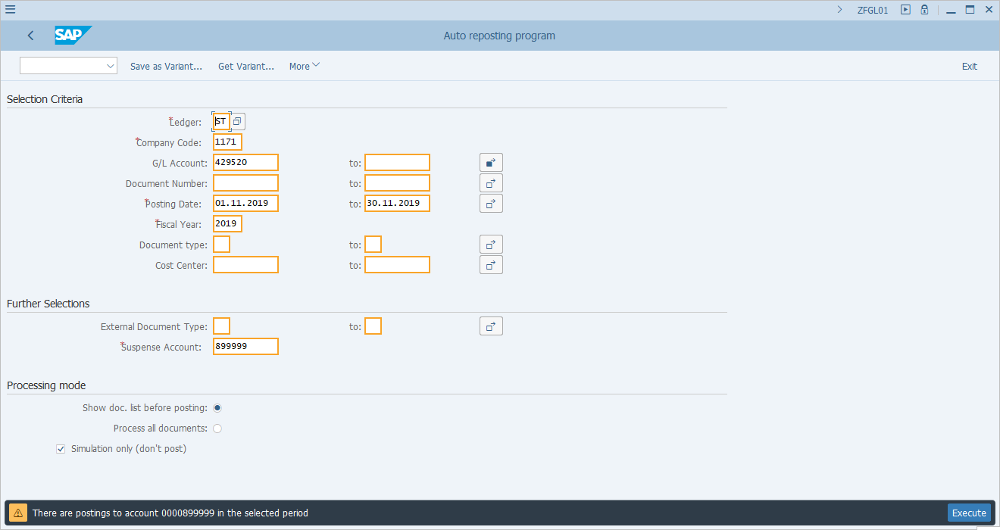 ZFGL01
SAP
Auto reposting program
Save as Variant... Get Variant... More Exit
Selection Criteria
*Ledger: ST
*Company Code: 1171
G/L Account: 429520 to:
Document Number: to:
*Posting Date: 01.11.2019 to: 30.11.2019
*Fiscal Year: 2019
Document type: to:
Cost Center: to:
Further Selections
External Document Type: to:
*Suspense Account: 899999
Processing mode
Show doc. list before posting:
Process all documents:
Simulation only (don't post)
There are postings to account 0000899999 in the selected period Execute